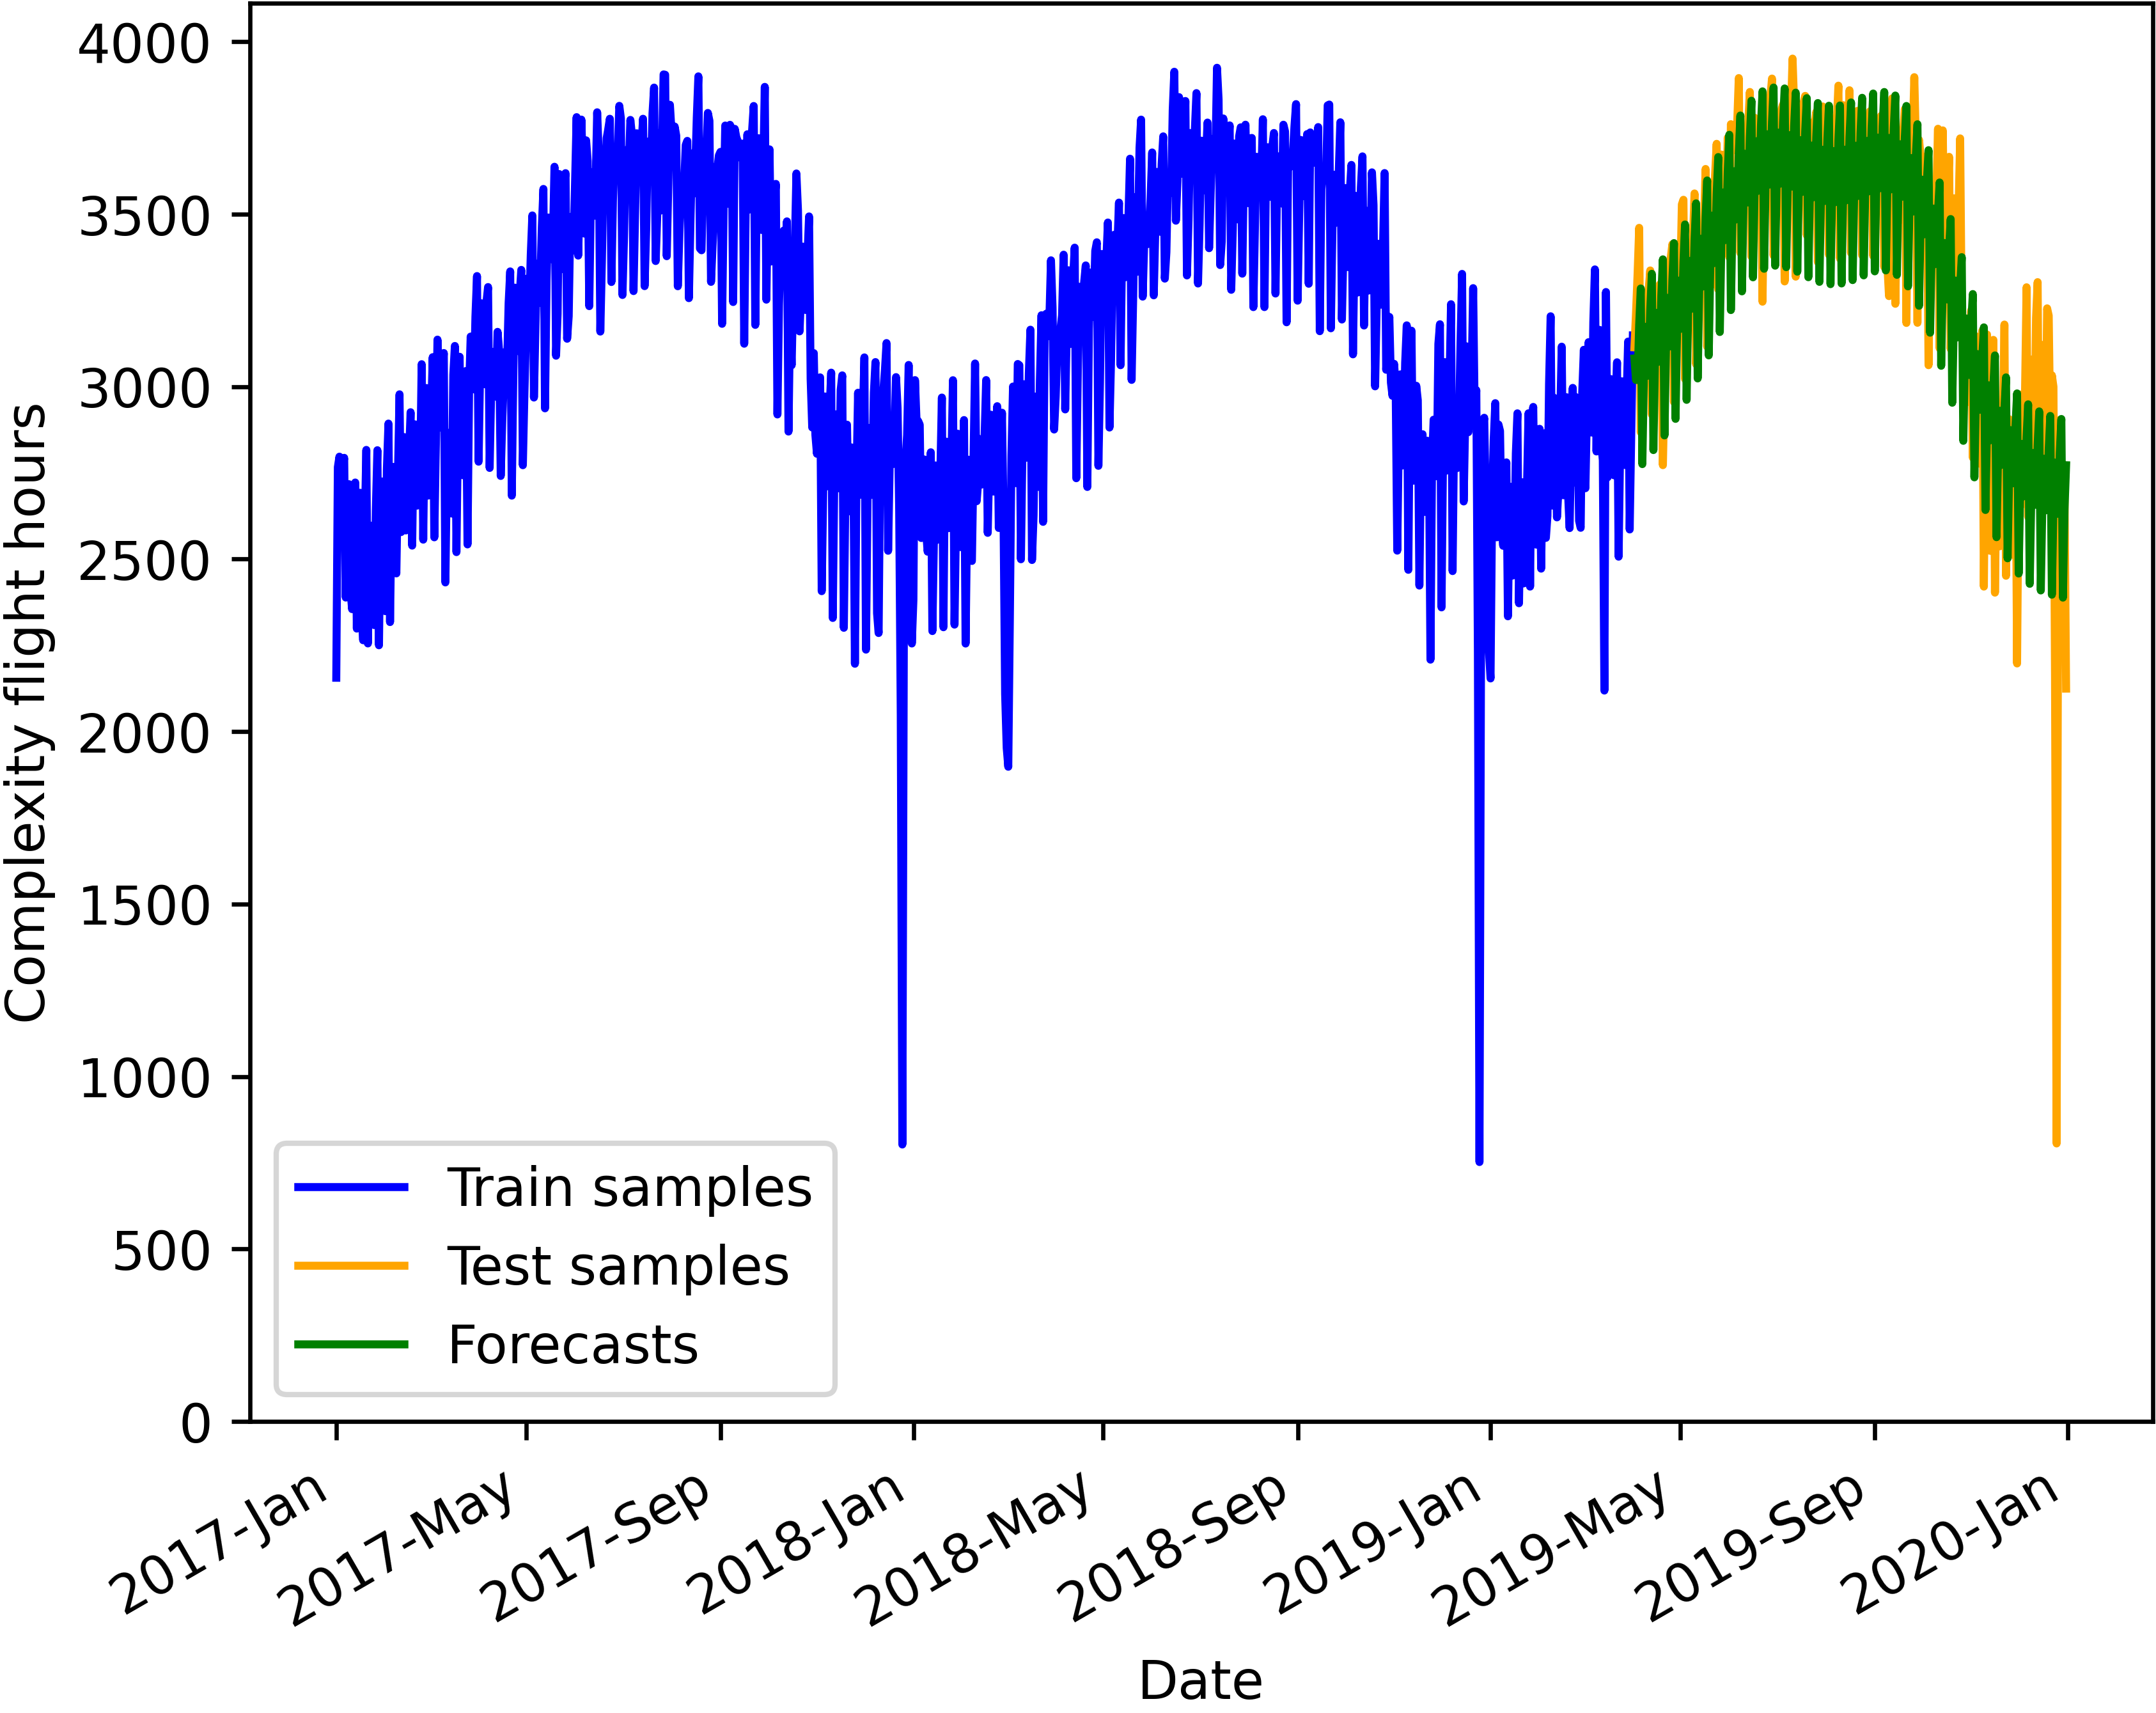 Complexity flight hours
4000
3500
3000
2500
2000
1500
1000
500
0
Train samples
Test samples
Forecasts
2017-Jan
2017-May
2017-Sep
2018-Jan
2018-May
2018-Sep
2019-Jan
2019-May
2019-Sep
2020-Jan
Date